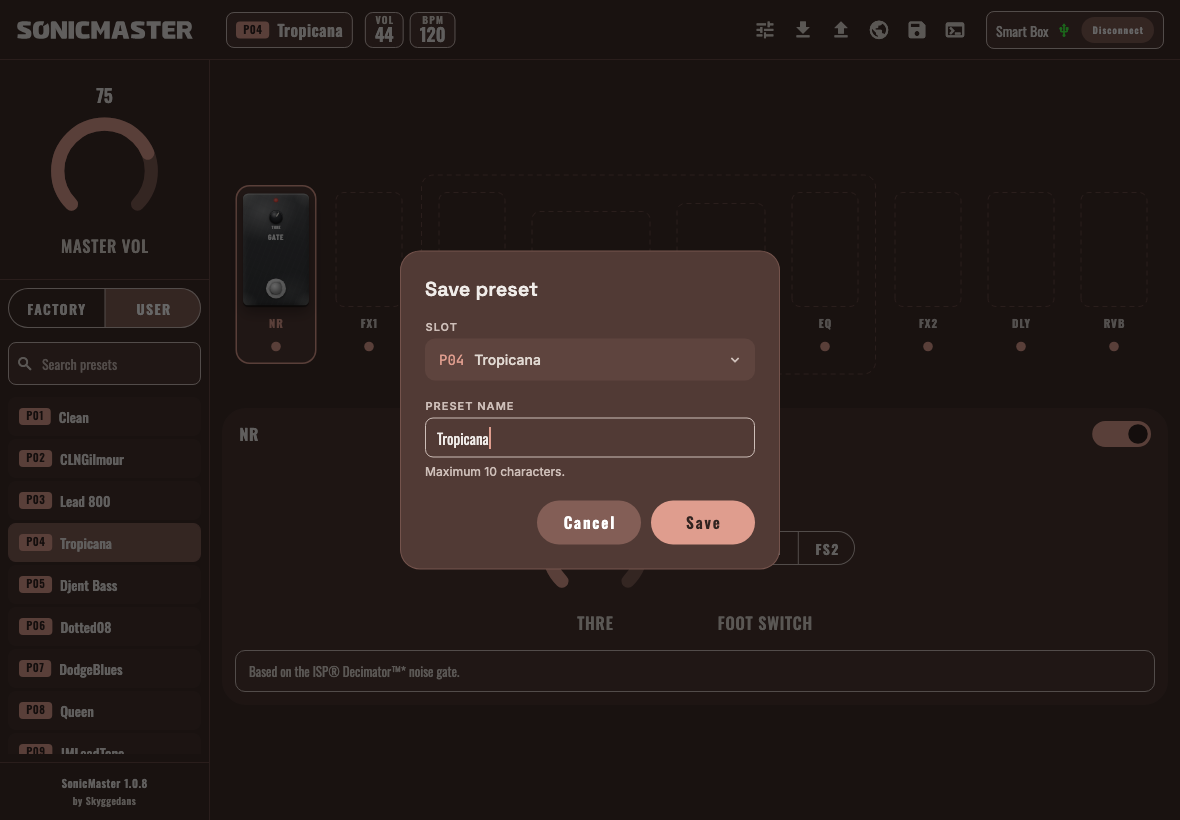 SONICMASTER
P04 Tropicana
VOL
44
BPM
120
Smart Box
Disconnect
75
MASTER VOL
FACTORY
USER
Search presets
P01 Clean
P02 CLNGilmour
P03 Lead 800
P04 Tropicana
P05 Djent Bass
P06 Dotted08
P07 DodgeBlues
P08 Queen
P09 JMLeadTone
SonicMaster 1.0.8
by Skyggedans
GATE
NR
FX1
EQ
FX2
DLY
RVB
NR
Save preset
SLOT
P04 Tropicana
PRESET NAME
Tropicana
Maximum 10 characters.
Cancel
Save
FS2
THRE
FOOT SWITCH
Based on the ISP® Decimator™* noise gate.